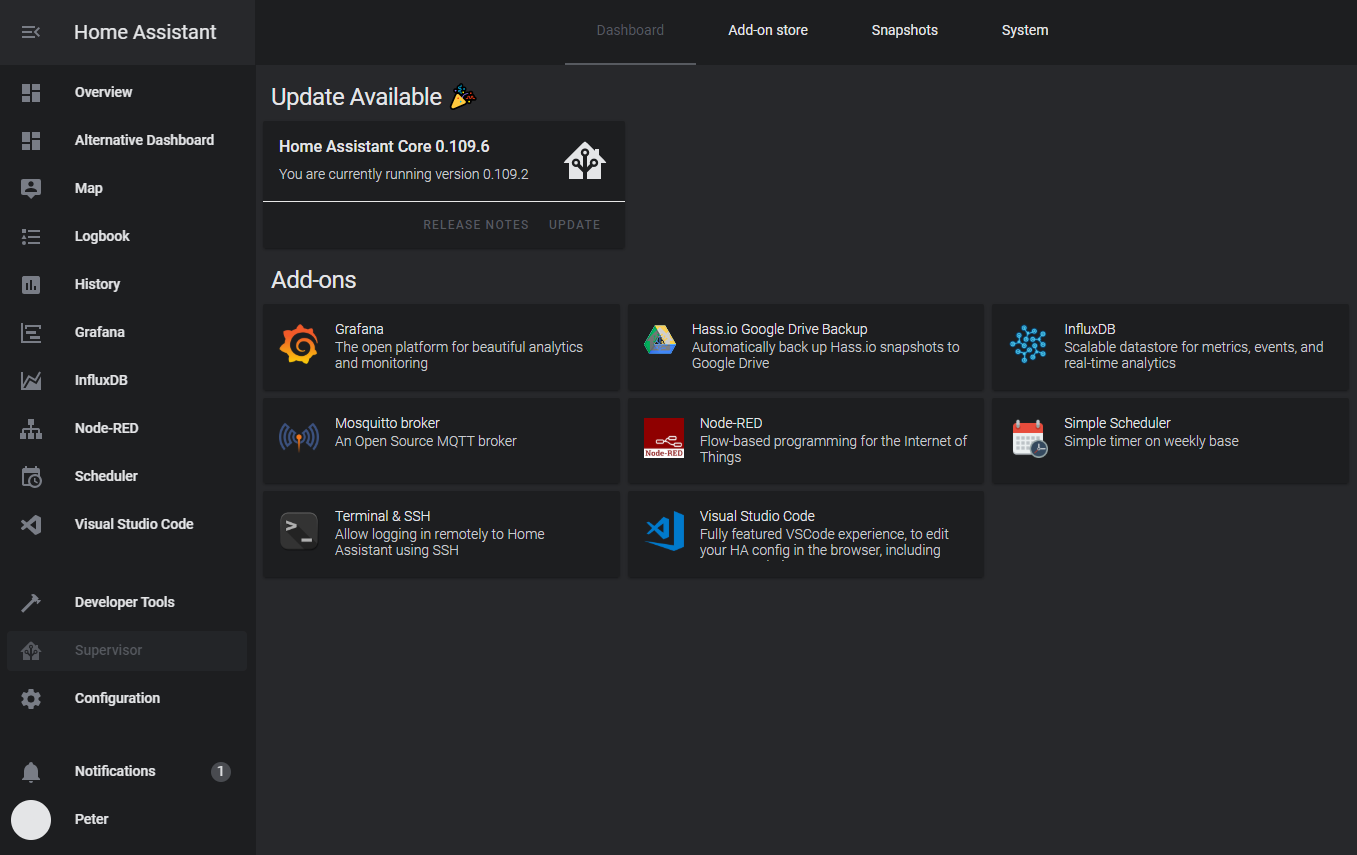 Home Assistant
Dashboard
Add-on store
Snapshots
System
Overview
Alternative Dashboard
Map
Logbook
History
Grafana
InfluxDB
Node-RED
Scheduler
Visual Studio Code
Developer Tools
Supervisor
Configuration
Notifications
1
Peter
Update Available
Home Assistant Core 0.109.6
You are currently running version 0.109.2
RELEASE NOTES
UPDATE
Add-ons
Grafana
The open platform for beautiful analytics
and monitoring
Hass.io Google Drive Backup
Automatically back up Hass.io snapshots to
Google Drive
InfluxDB
Scalable datastore for metrics, events, and
real-time analytics
Mosquitto broker
An Open Source MQTT broker
Node-RED
Node-RED
Flow-based programming for the Internet of
Things
Simple Scheduler
Simple timer on weekly base
Terminal & SSH
Allow logging in remotely to Home
Assistant using SSH
Visual Studio Code
Fully featured VSCode experience, to edit
your HA config in the browser, including